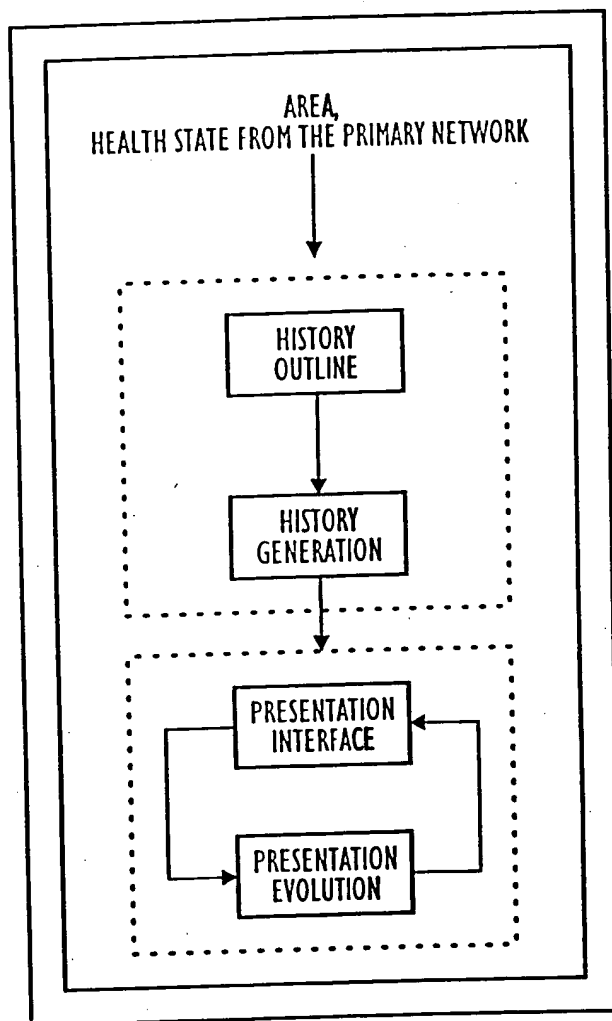 AREA,
HEALTH STATE FROM THE PRIMARY NETWORK
HISTORY
OUTLINE
HISTORY
GENERATION
PRESENTATION
INTERFACE
PRESENTATION
EVOLUTION